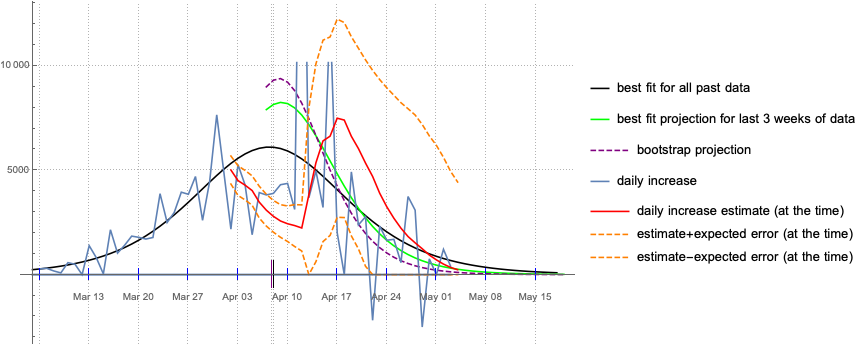 10 000
5000
Mar 13 Mar 20 Mar 27 Apr 03 Apr 10 Apr 17 Apr 24 May 01 May 08 May 15
best fit for all past data
best fit projection for last 3 weeks of data
bootstrap projection
daily increase
daily increase estimate (at the time)
estimate+expected error (at the time)
estimate−expected error (at the time)